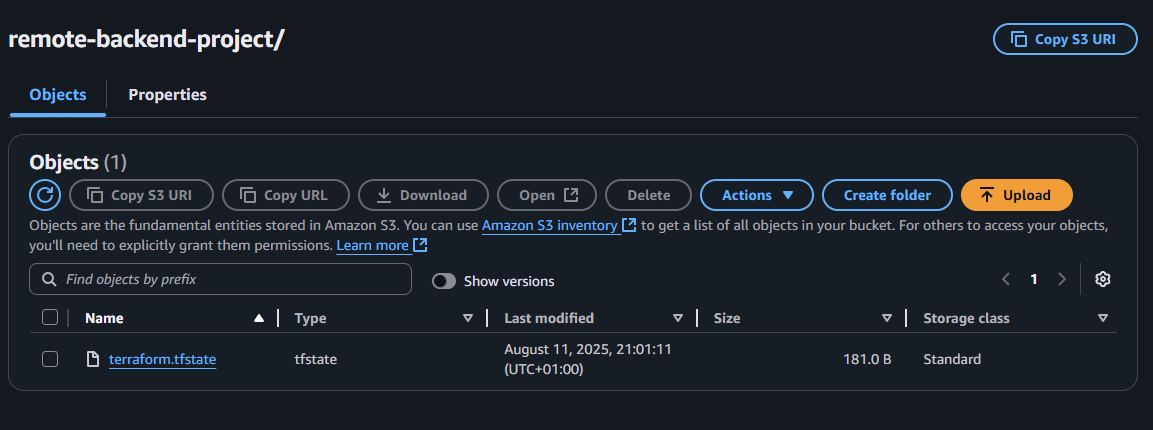 remote-backend-project/
Copy S3 URI
Objects
Properties
Objects (1)
Copy S3 URI
Copy URL
Download
Open
Delete
Actions
Create folder
Upload
Objects are the fundamental entities stored in Amazon S3. You can use Amazon S3 inventory to get a list of all objects in your bucket. For others to access your objects,
you'll need to explicitly grant them permissions. Learn more
Find objects by prefix
Show versions
1
Name
Type
Last modified
Size
Storage class
terraform.tfstate
tfstate
August 11, 2025, 21:01:11
(UTC+01:00)
181.0 B
Standard